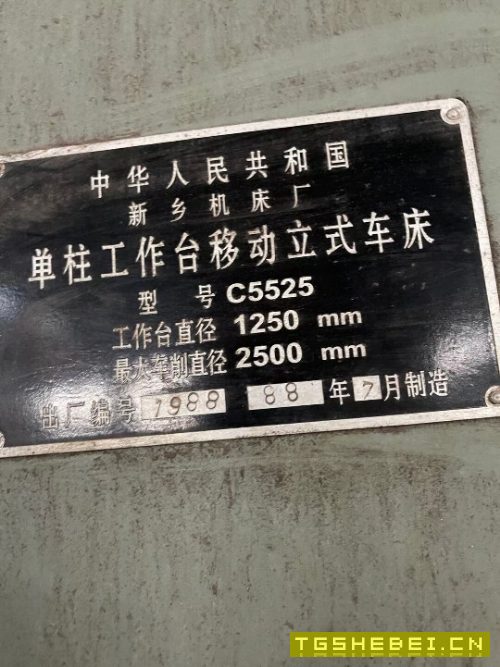 中华人民共和国
新乡机床厂
单柱工作台移动立式车床
型 号 C5525
工作台直径 1250 mm
最大车削直径 2500 mm
出厂编号 1988 88 年 7 月制造
TGSHEBEI.CN